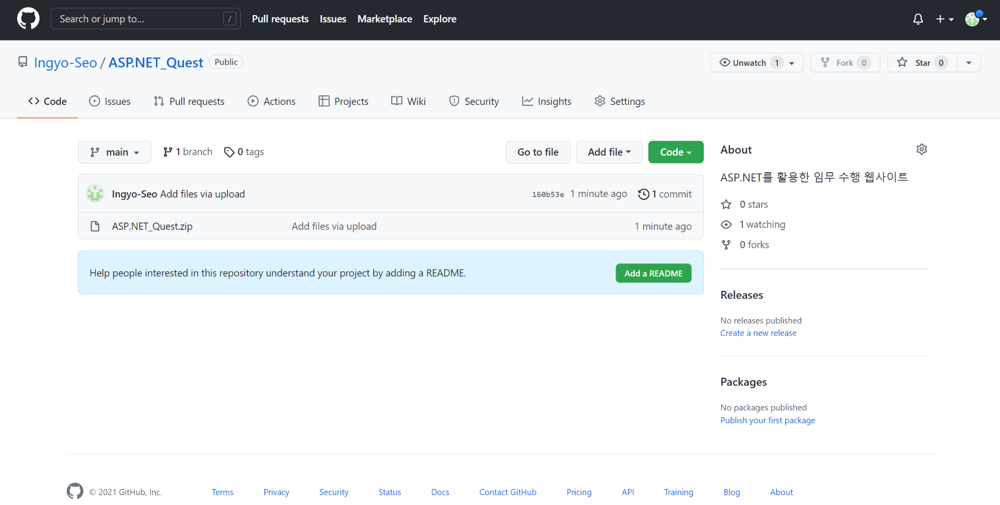 Search or jump to... / Pull requests Issues Marketplace Explore
Ingyo-Seo / ASP.NET_Quest Public Unwatch 1 Fork 0 Star 0
Code Issues Pull requests Actions Projects Wiki Security Insights Settings
main 1 branch 0 tags Go to file Add file Code
Ingyo-Seo Add files via upload 160b53e 1 minute ago 1 commit
ASP.NET_Quest.zip Add files via upload 1 minute ago
Help people interested in this repository understand your project by adding a README. Add a README
About
ASP.NET를 활용한 임무 수행 웹사이트
0 stars
1 watching
0 forks
Releases
No releases published
Create a new release
Packages
No packages published
Publish your first package
© 2021 GitHub, Inc. Terms Privacy Security Status Docs Contact GitHub Pricing API Training Blog About